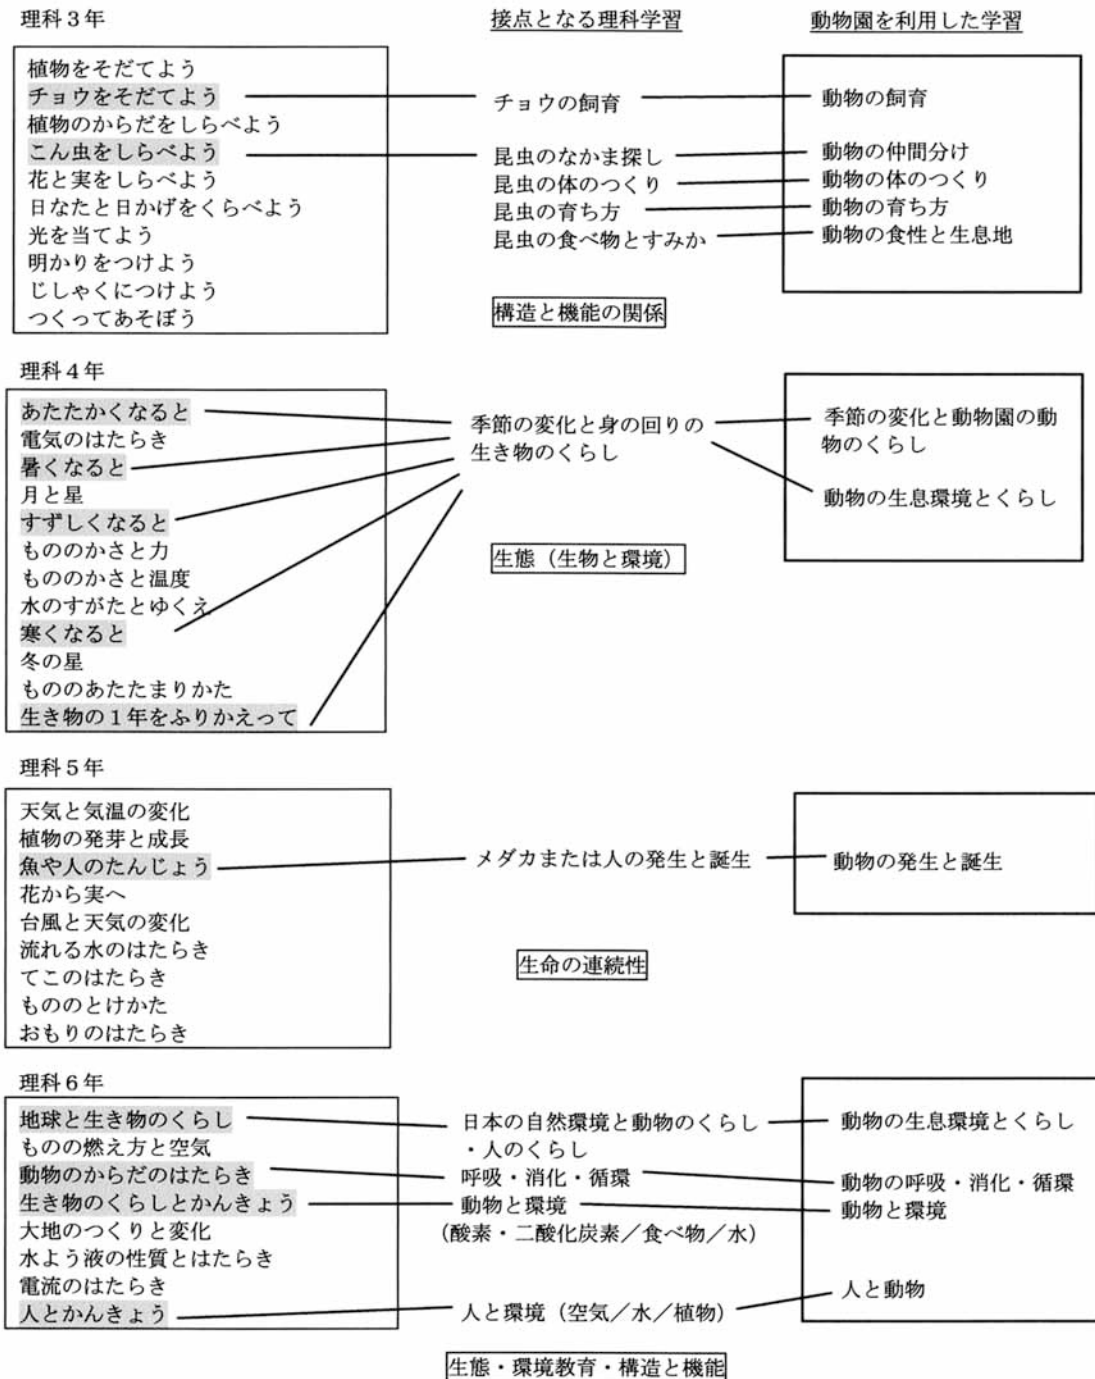 理科3年
接点となる理科学習
動物園を利用した学習
植物をそだてよう
チョウをそだてよう
植物のからだをしらべよう
こん虫をしらべよう
花と実をしらべよう
日なたと日かげをくらべよう
光を当てよう
明かりをつけよう
じしゃくにつけよう
つくってあそぼう
チョウの飼育
昆虫のなかま探し
昆虫の体のつくり
昆虫の育ち方
昆虫の食べ物とすみか
構造と機能の関係
動物の飼育
動物の仲間分け
動物の体のつくり
動物の育ち方
動物の食性と生息地
理科4年
あたたかくなると
電気のはたらき
暑くなると
月と星
すずしくなると
もののかさと力
もののかさと温度
水のすがたとゆくえ
寒くなると
冬の星
もののあたたまりかた
生き物の1年をふりかえって
季節の変化と身の回りの
生き物のくらし
生態（生物と環境）
季節の変化と動物園の動
物のくらし
動物の生息環境とくらし
理科5年
天気と気温の変化
植物の発芽と成長
魚や人のたんじょう
花から実へ
台風と天気の変化
流れる水のはたらき
てこのはたらき
もののとけかた
おもりのはたらき
メダカまたは人の発生と誕生
生命の連続性
動物の発生と誕生
理科6年
地球と生き物のくらし
ものの燃え方と空気
動物のからだのはたらき
生き物のくらしとかんきょう
大地のつくりと変化
水よう液の性質とはたらき
電流のはたらき
人とかんきょう
日本の自然環境と動物のくらし
・人のくらし
呼吸・消化・循環
動物と環境
（酸素・二酸化炭素／食べ物／水）
人と環境（空気／水／植物）
生態・環境教育・構造と機能
動物の生息環境とくらし
動物の呼吸・消化・循環
動物と環境
人と動物